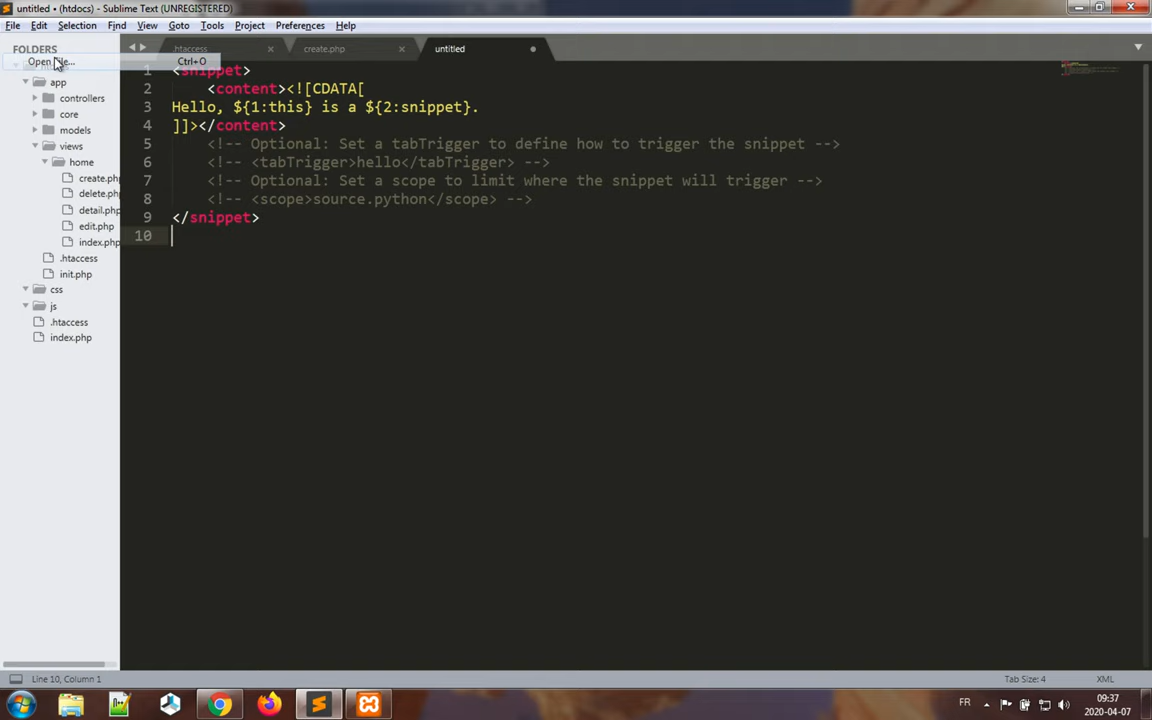 untitled • (htdocs) - Sublime Text (UNREGISTERED)
File Edit Selection Find View Goto Tools Project Preferences Help
FOLDERS
.htaccess create.php untitled
Open Ctrl+O
app
controllers
core
models
views
home
create.php
delete.php
detail.php
edit.php
index.php
.htaccess
init.php
css
js
.htaccess
index.php
1 <snippet>
2 <content><![CDATA[
3 Hello, ${1:this} is a ${2:snippet}.
4 ]]></content>
5 <!-- Optional: Set a tabTrigger to define how to trigger the snippet -->
6 <!-- <tabTrigger>hello</tabTrigger> -->
7 <!-- Optional: Set a scope to limit where the snippet will trigger -->
8 <!-- <scope>source.python</scope> -->
9 </snippet>
10
Line 10, Column 1 Tab Size: 4 XML
FR 09:37
2020-04-07